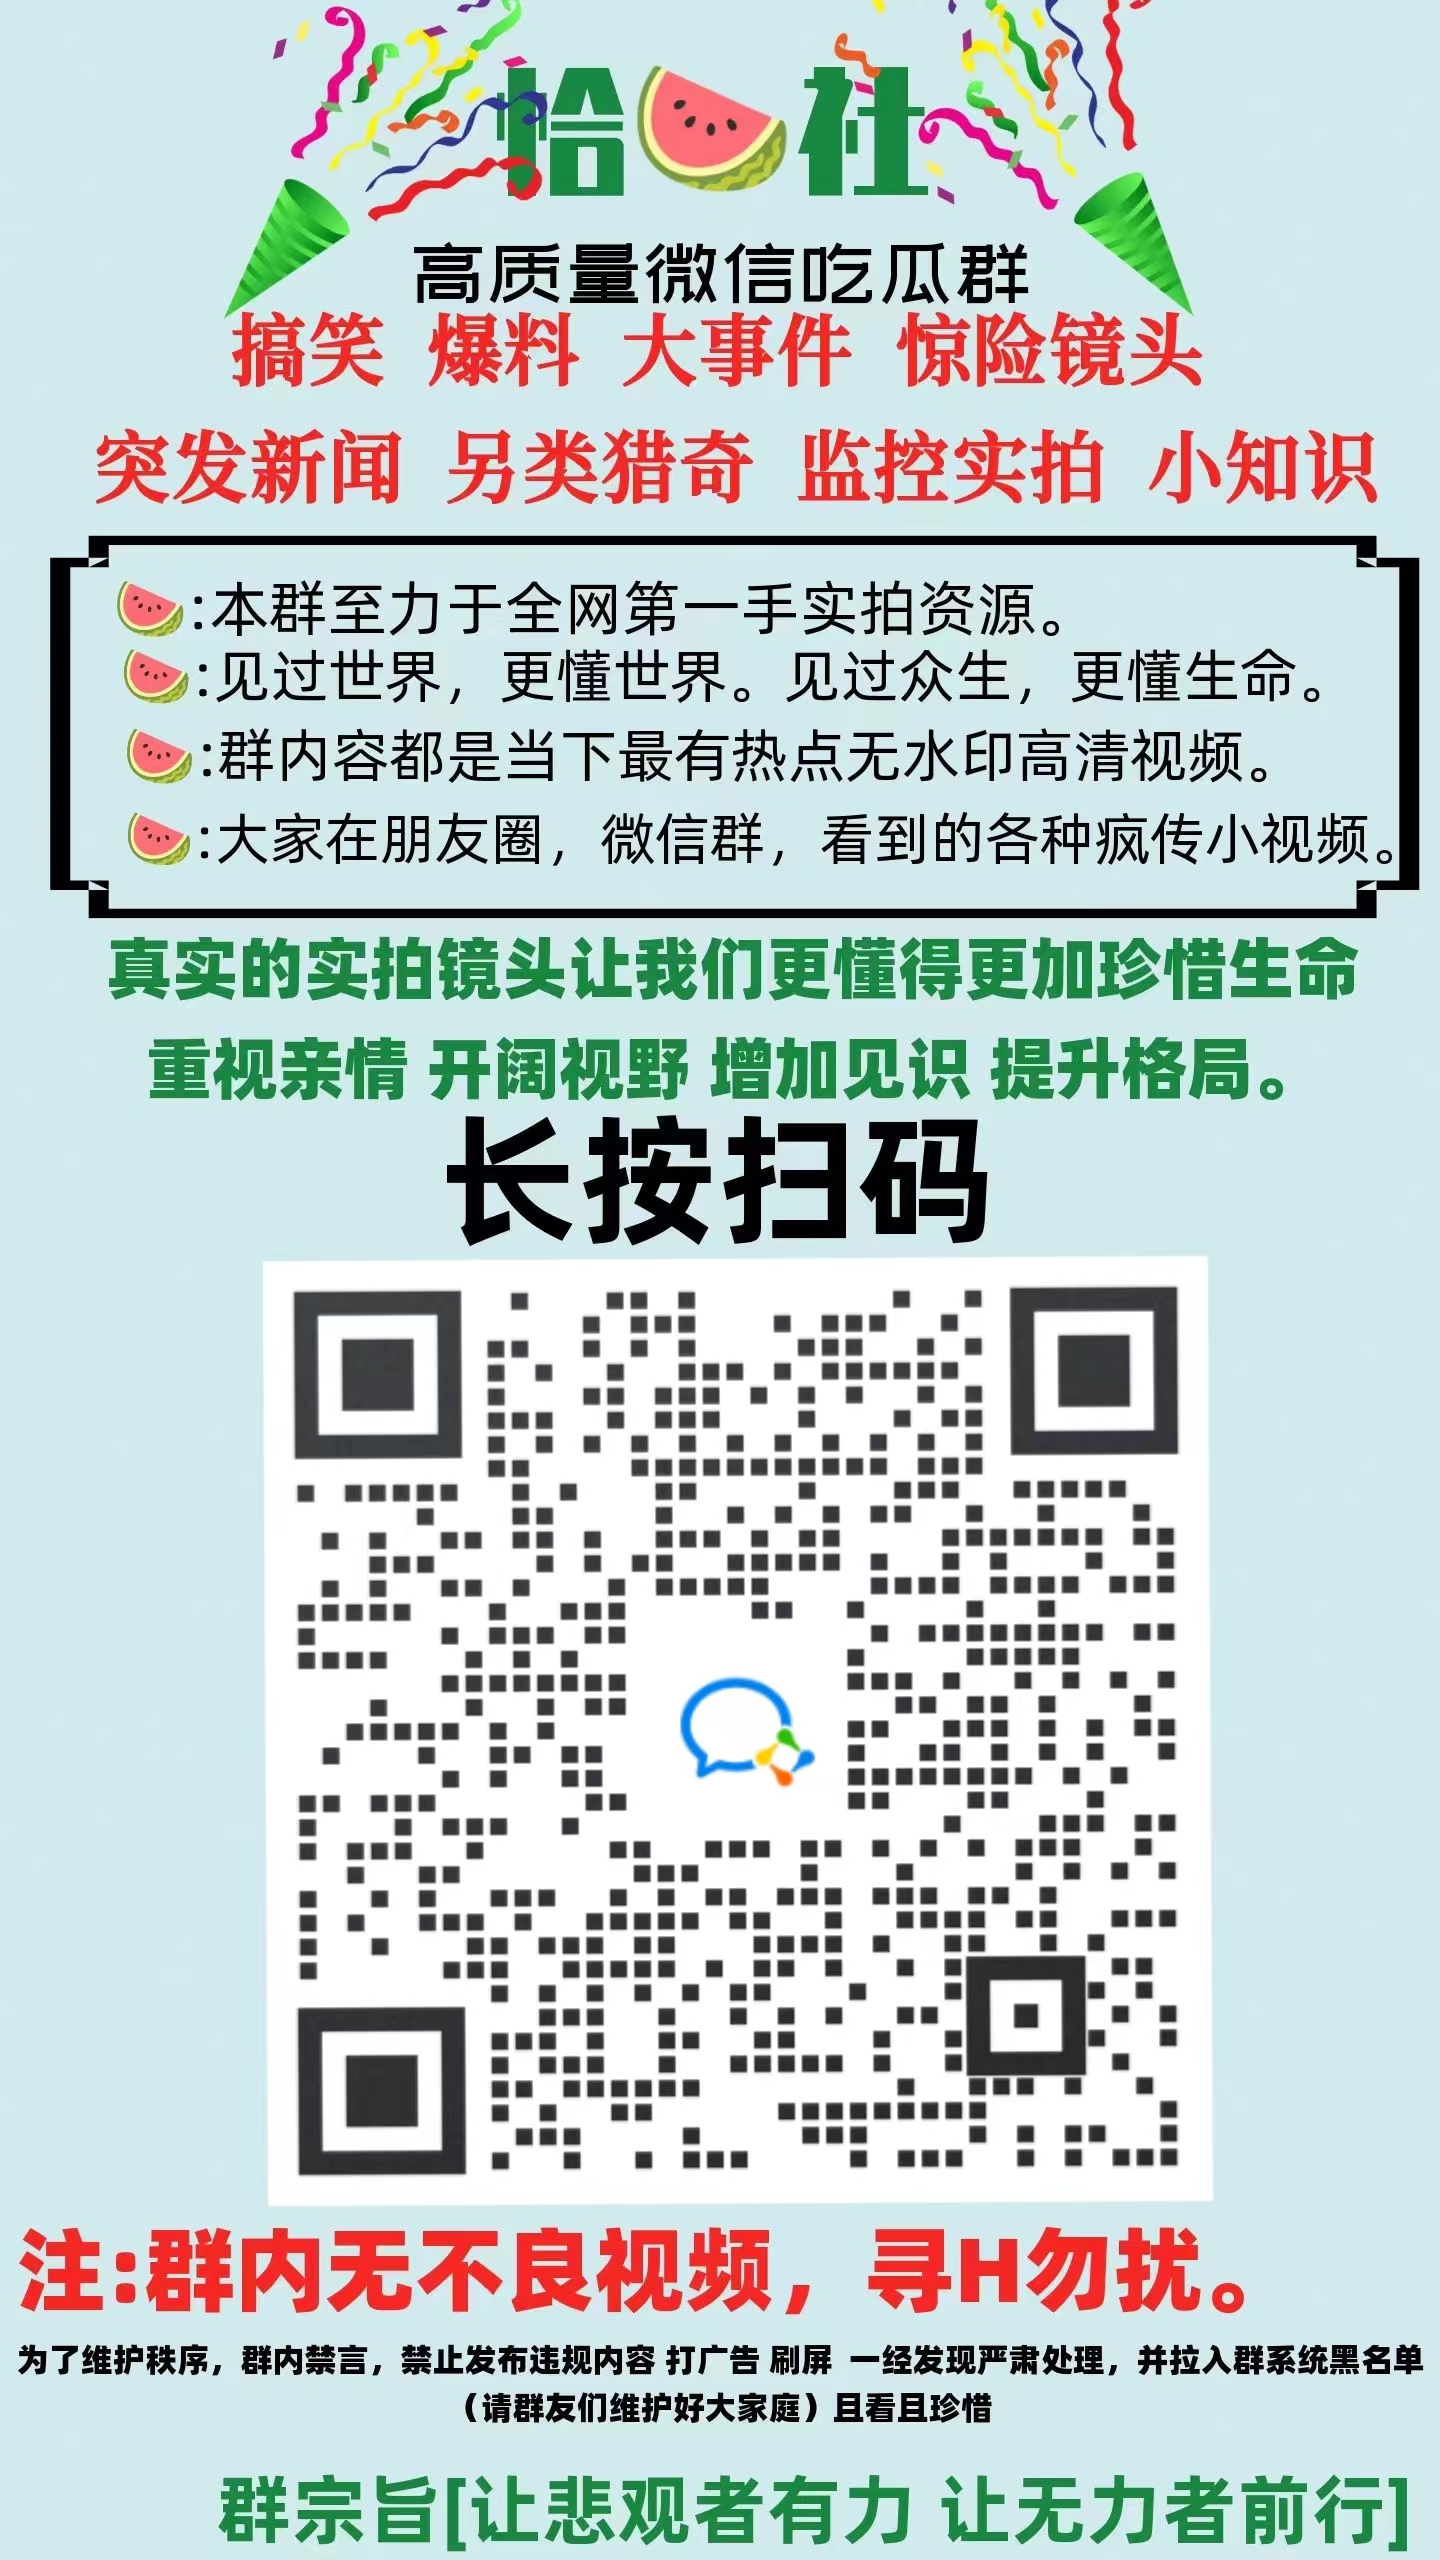 恰🍉社
高质量微信吃瓜群
搞笑 爆料 大事件 惊险镜头
突发新闻 另类猎奇 监控实拍 小知识
🍉:本群至力于全网第一手实拍资源。
🍉:见过世界，更懂世界。见过众生，更懂生命。
🍉:群内容都是当下最有热点无水印高清视频。
🍉:大家在朋友圈，微信群，看到的各种疯传小视频。
真实的实拍镜头让我们更懂得更加珍惜生命
重视亲情 开阔视野 增加见识 提升格局。
长按扫码
注:群内无不良视频，寻H勿扰。
为了维护秩序，群内禁言，禁止发布违规内容 打广告 刷屏 一经发现严肃处理，并拉入群系统黑名单
（请群友们维护好大家庭）且看且珍惜
群宗旨[让悲观者有力 让无力者前行]